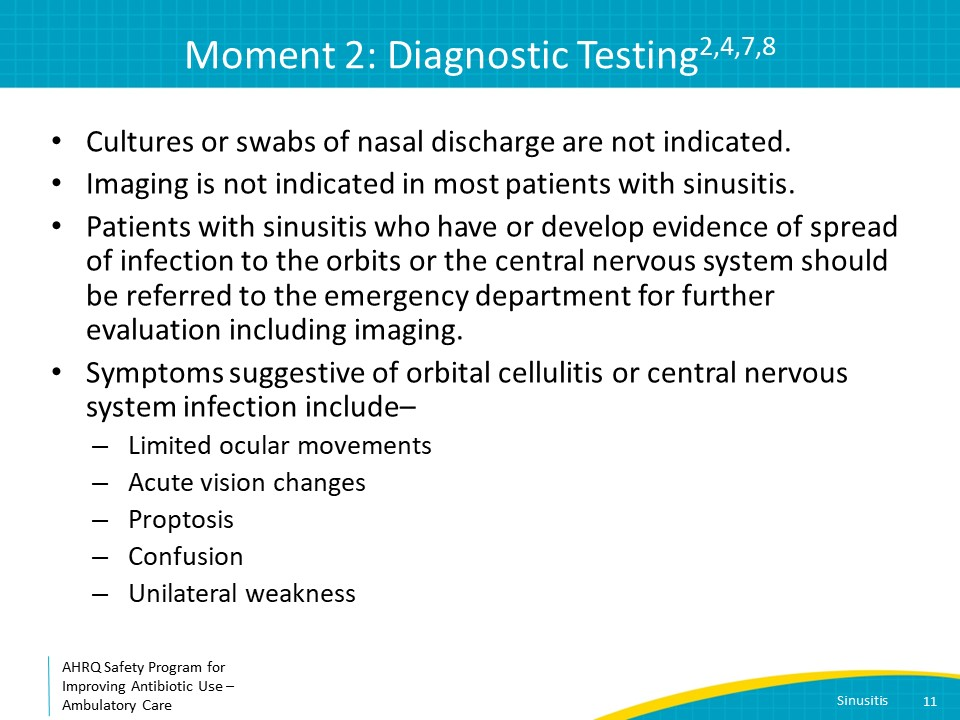 Moment 2: Diagnostic Testing2,4,7,8
• Cultures or swabs of nasal discharge are not indicated.
• Imaging is not indicated in most patients with sinusitis.
• Patients with sinusitis who have or develop evidence of spread
of infection to the orbits or the central nervous system should
be referred to the emergency department for further
evaluation including imaging.
• Symptoms suggestive of orbital cellulitis or central nervous
system infection include–
– Limited ocular movements
– Acute vision changes
– Proptosis
– Confusion
– Unilateral weakness
AHRQ Safety Program for
Improving Antibiotic Use –
Ambulatory Care
Sinusitis 11